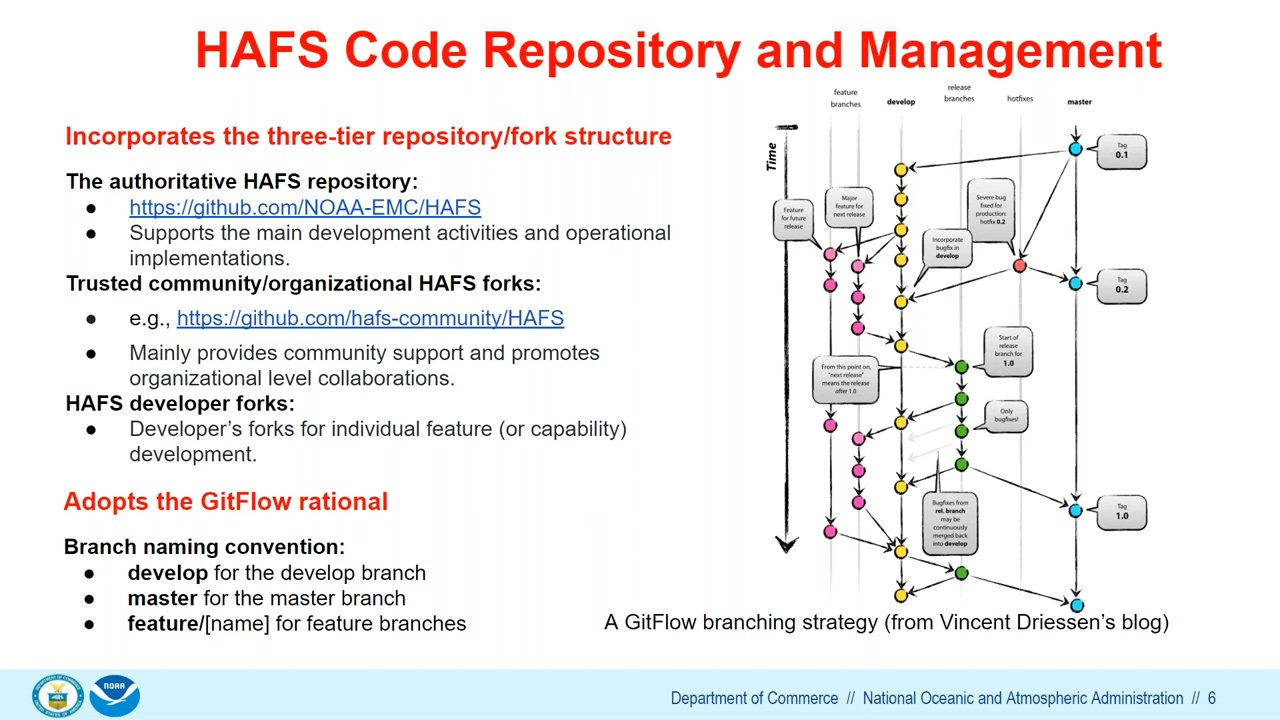 HAFS Code Repository and Management
Incorporates the three-tier repository/fork structure
The authoritative HAFS repository:
● https://github.com/NOAA-EMC/HAFS
● Supports the main development activities and operational
implementations.
Trusted community/organizational HAFS forks:
● e.g., https://github.com/hafs-community/HAFS
● Mainly provides community support and promotes
organizational level collaborations.
HAFS developer forks:
● Developer’s forks for individual feature (or capability)
development.
Adopts the GitFlow rational
Branch naming convention:
● develop for the develop branch
● master for the master branch
● feature/[name] for feature branches
feature
branches
develop
release
branches
hotfixes
master
Time
Tag
0.1
Feature
for future
release
Major
feature for
next release
Severe bug
fixed for
production:
hotfix 0.2
Incorporate
bugfix in
develop
Tag
0.2
Start of
release
branch for
1.0
From this point on,
“next release”
means the release
after 1.0
Only
bugfixes!
Bugfixes from
rel. branch
may be
continuously
merged back
into develop
Tag
1.0
A GitFlow branching strategy (from Vincent Driessen’s blog)
NOAA
Department of Commerce // National Oceanic and Atmospheric Administration // 6